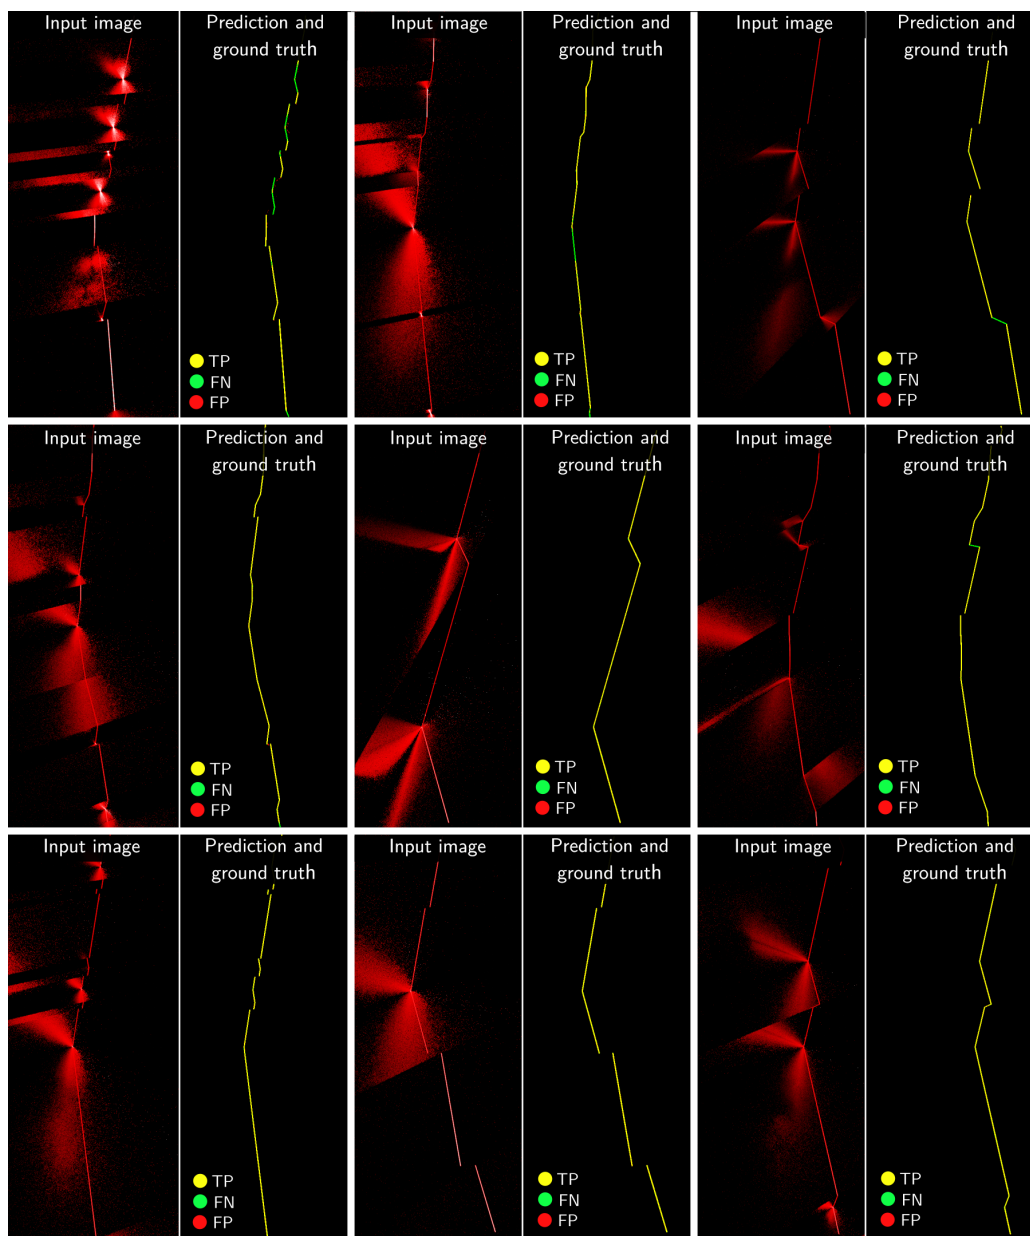 Input image
Prediction and
ground truth
TP
FN
FP
Input image
Prediction and
ground truth
TP
FN
FP
Input image
Prediction and
ground truth
TP
FN
FP
Input image
Prediction and
ground truth
TP
FN
FP
Input image
Prediction and
ground truth
TP
FN
FP
Input image
Prediction and
ground truth
TP
FN
FP
Input image
Prediction and
ground truth
TP
FN
FP
Input image
Prediction and
ground truth
TP
FN
FP
Input image
Prediction and
ground truth
TP
FN
FP